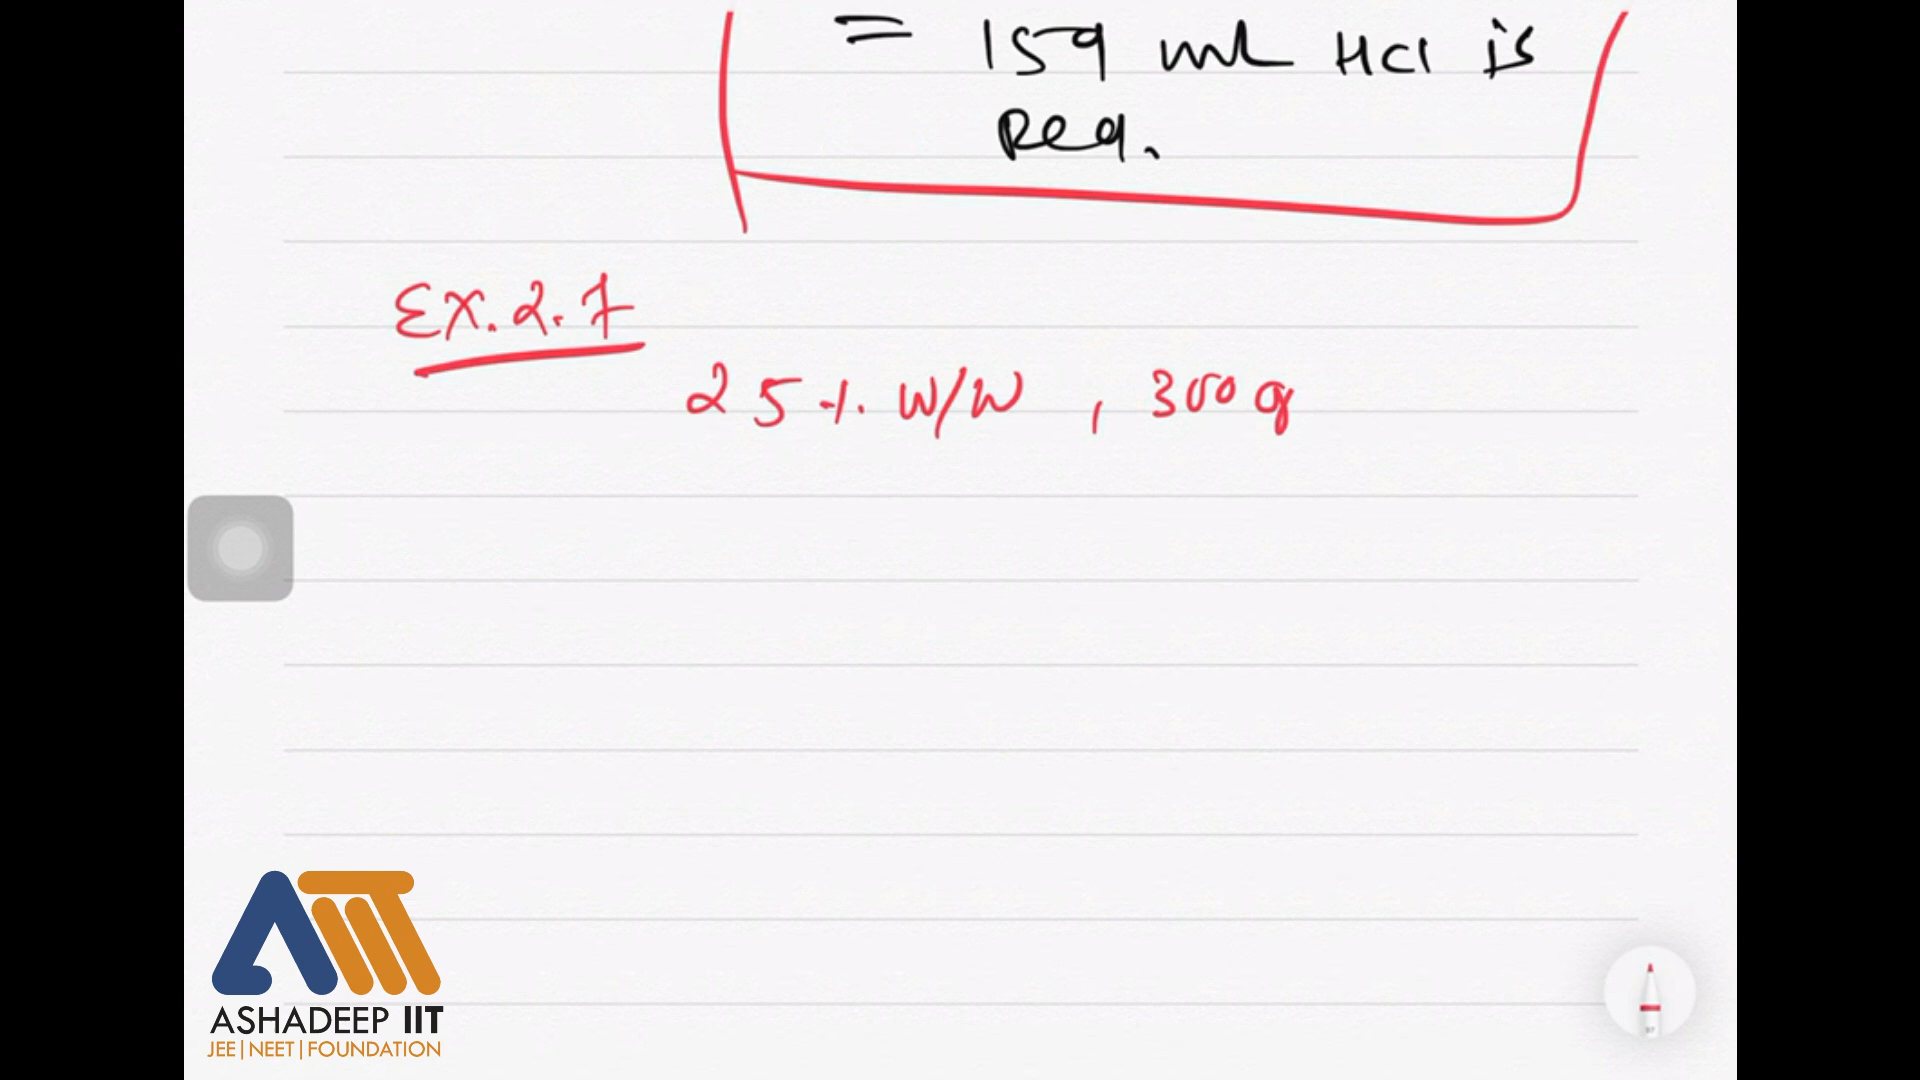 = 159 mL HCl is
Req.
Ex. 2.7
25 % W/W , 300 g
ASHADEEP IIT
JEE | NEET | FOUNDATION